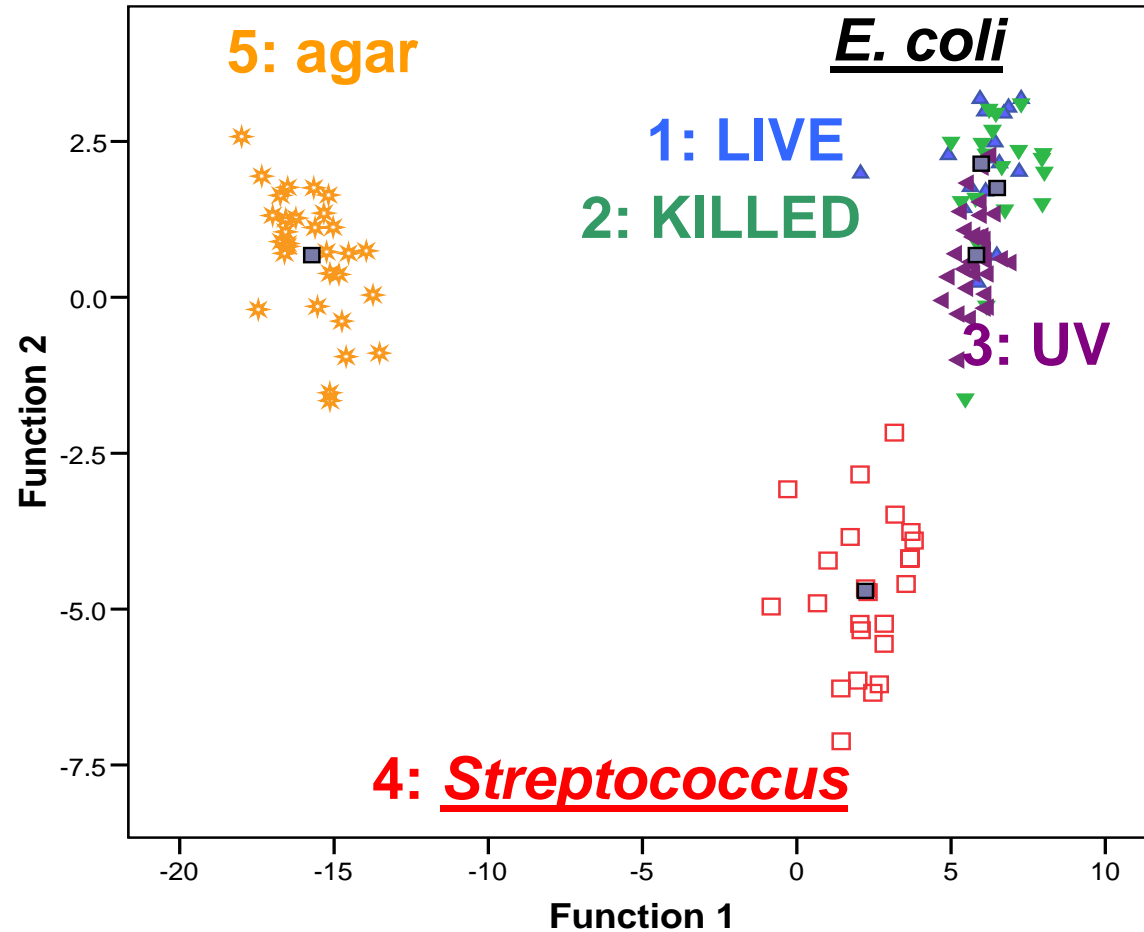 5: agar
E. coli
1: LIVE
2: KILLED
3: UV
4: Streptococcus
Function 2
2.5
0.0
-2.5
-5.0
-7.5
-20 -15 -10 -5 0 5 10
Function 1